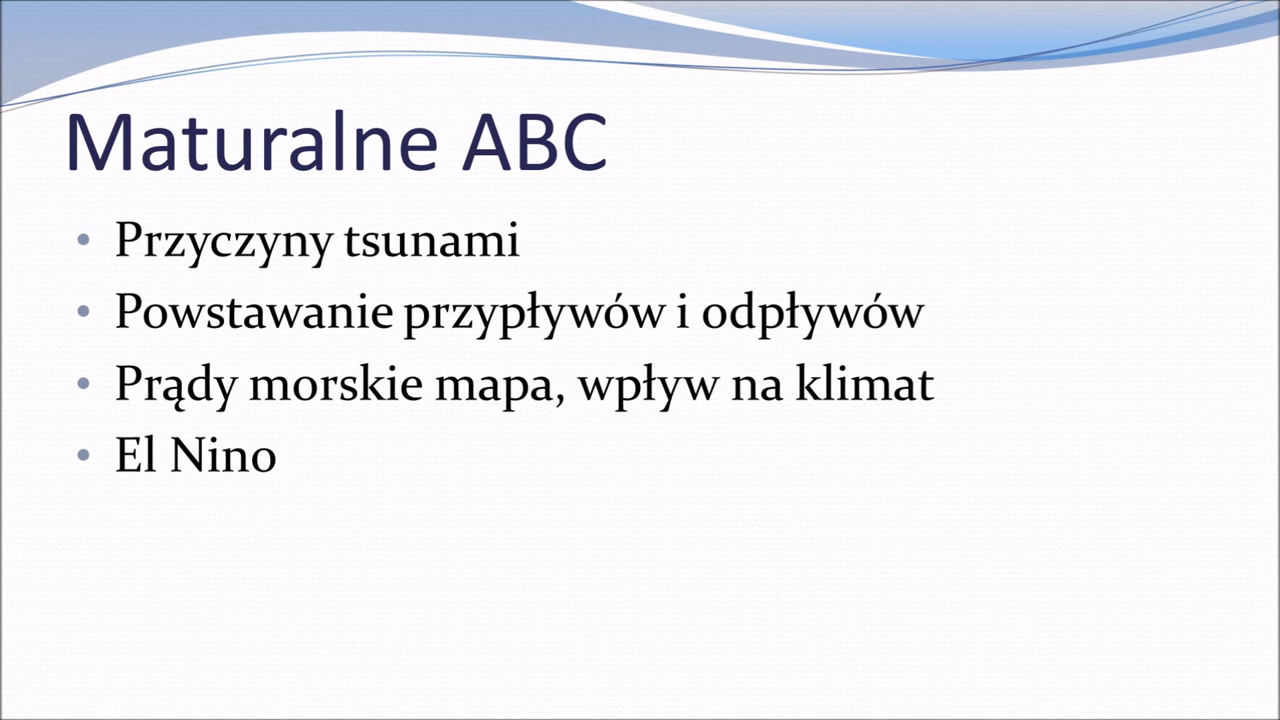 Maturalne ABC
• Przyczyny tsunami
• Powstawanie przypływów i odpływów
• Prądy morskie mapa, wpływ na klimat
• El Nino